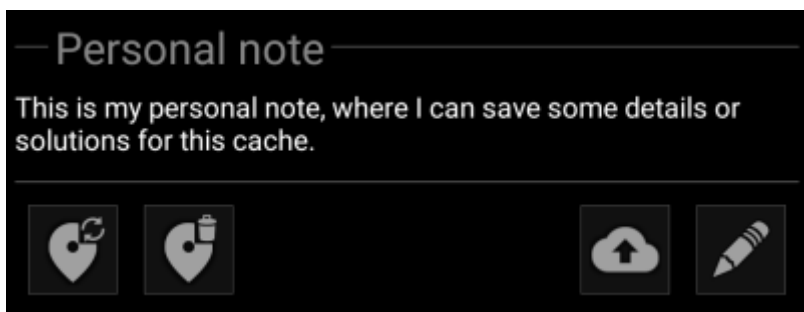 Personal note
This is my personal note, where I can save some details or
solutions for this cache.